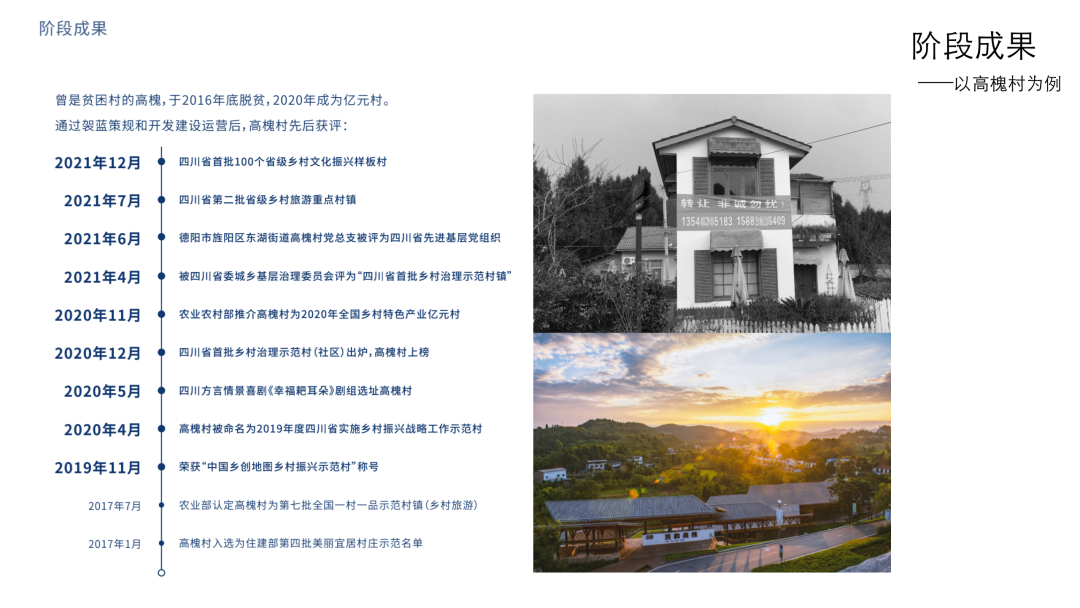 阶段成果
阶段成果
——以高槐村为例
曾是贫困村的高槐，于2016年底脱贫，2020年成为亿元村。
通过袈蓝策规和开发建设运营后，高槐村先后获评：
2021年12月 四川省首批100个省级乡村文化振兴样板村
2021年7月 四川省第二批省级乡村旅游重点村镇
2021年6月 德阳市旌阳区东湖街道高槐村党总支被评为四川省先进基层党组织
2021年4月 被四川省委城乡基层治理委员会评为“四川省首批乡村治理示范村镇”
2020年11月 农业农村部推介高槐村为2020年全国乡村特色产业亿元村
2020年12月 四川省首批乡村治理示范村（社区）出炉，高槐村上榜
2020年5月 四川方言情景喜剧《幸福耙耳朵》剧组选址高槐村
2020年4月 高槐村被命名为2019年度四川省实施乡村振兴战略工作示范村
2019年11月 荣获“中国乡创地图乡村振兴示范村”称号
2017年7月 农业部认定高槐村为第七批全国一村一品示范村镇（乡村旅游）
2017年1月 高槐村入选为住建部第四批美丽宜居村庄示范名单
转让 非诚勿扰！